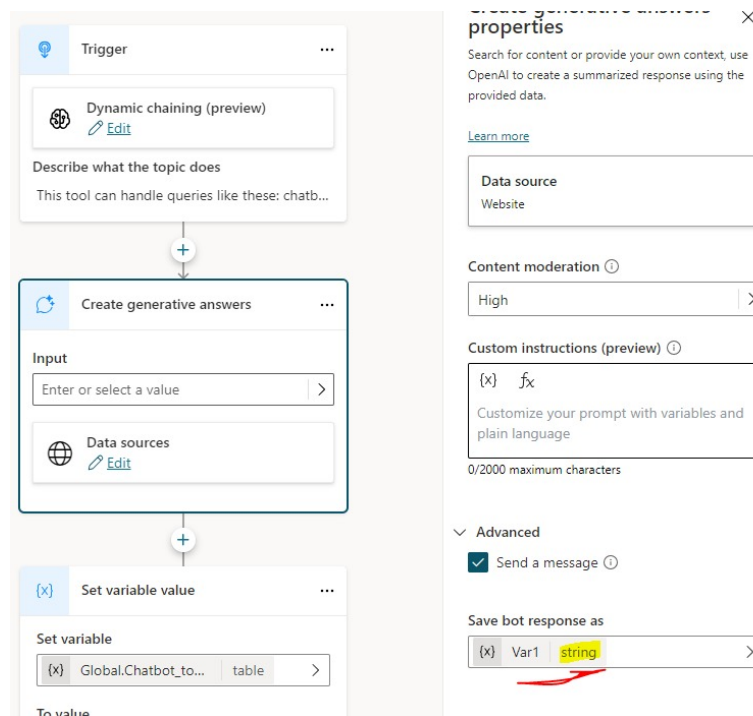 Trigger
Dynamic chaining (preview)
Edit
Describe what the topic does
This tool can handle queries like these: chatb...
Create generative answers
Input
Enter or select a value
Data sources
Edit
{x} Set variable value
Set variable
{x} Global.Chatbot_to... table
To value
Create generative answers
properties
Search for content or provide your own context, use
OpenAI to create a summarized response using the
provided data.
Learn more
Data source
Website
Content moderation
High
Custom instructions (preview)
{x} fx
Customize your prompt with variables and
plain language
0/2000 maximum characters
Advanced
Send a message
Save bot response as
{x} Var1 string